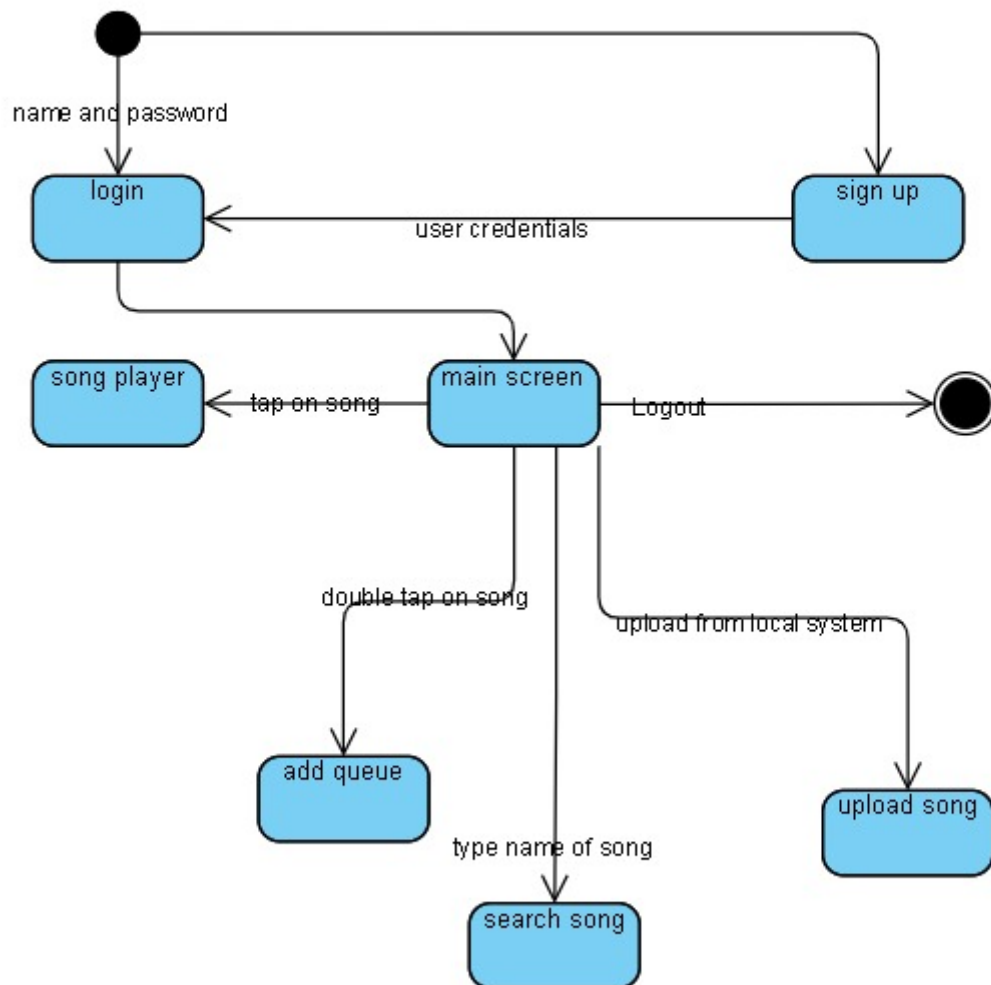 name and password
login
sign up
user credentials
song player
tap on song
main screen
Logout
double tap on song
upload from local system
add queue
upload song
type name of song
search song